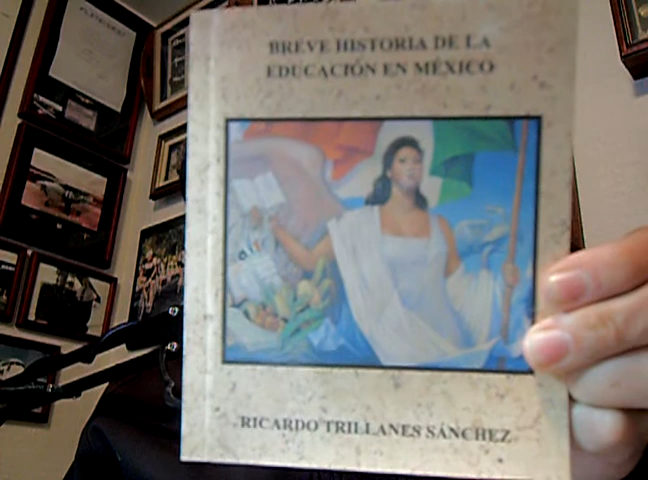 BREVE HISTORIA DE LA
EDUCACIÓN EN MÉXICO
RICARDO TRILLANES SÁNCHEZ